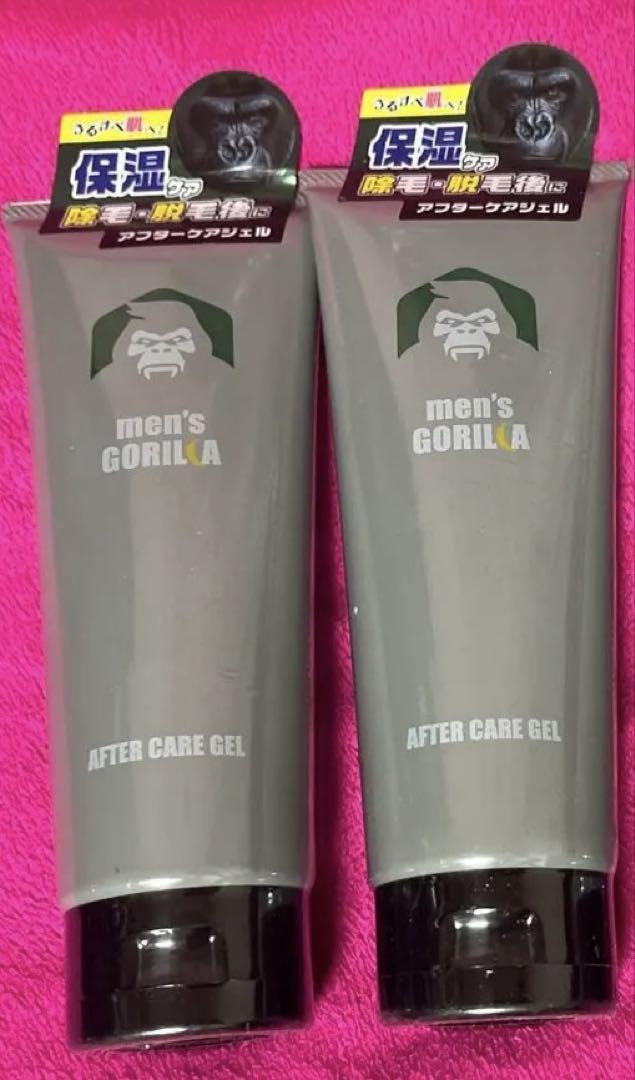 うるすべ肌へ!
保湿ケア
除毛・脱毛後に
アフターケアジェル
men's
GORILLA
AFTER CARE GEL
うるすべ肌へ!
保湿ケア
除毛・脱毛後に
アフターケアジェル
men's
GORILLA
AFTER CARE GEL